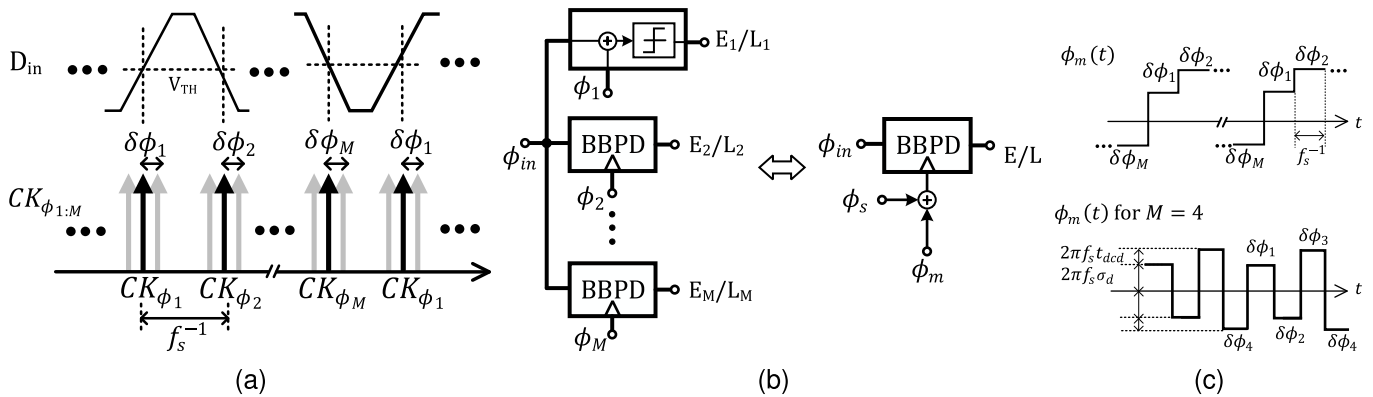 D_in
V_TH
δϕ_1
δϕ_2
δϕ_M
δϕ_1
CK_ϕ1:M
CK_ϕ1
CK_ϕ2
CK_ϕM
CK_ϕ1
f_s^-1
(a)
E_1/L_1
ϕ_1
ϕ_in
BBPD
E_2/L_2
ϕ_2
BBPD
E_M/L_M
ϕ_M
ϕ_in
BBPD
E/L
ϕ_s
ϕ_m
(b)
ϕ_m(t)
δϕ_1
δϕ_2
δϕ_1
δϕ_2
δϕ_M
δϕ_M
f_s^-1
t
ϕ_m(t) for M = 4
2πf_s t_dcd
2πf_s σ_d
δϕ_1
δϕ_3
t
δϕ_4
δϕ_2
δϕ_4
(c)